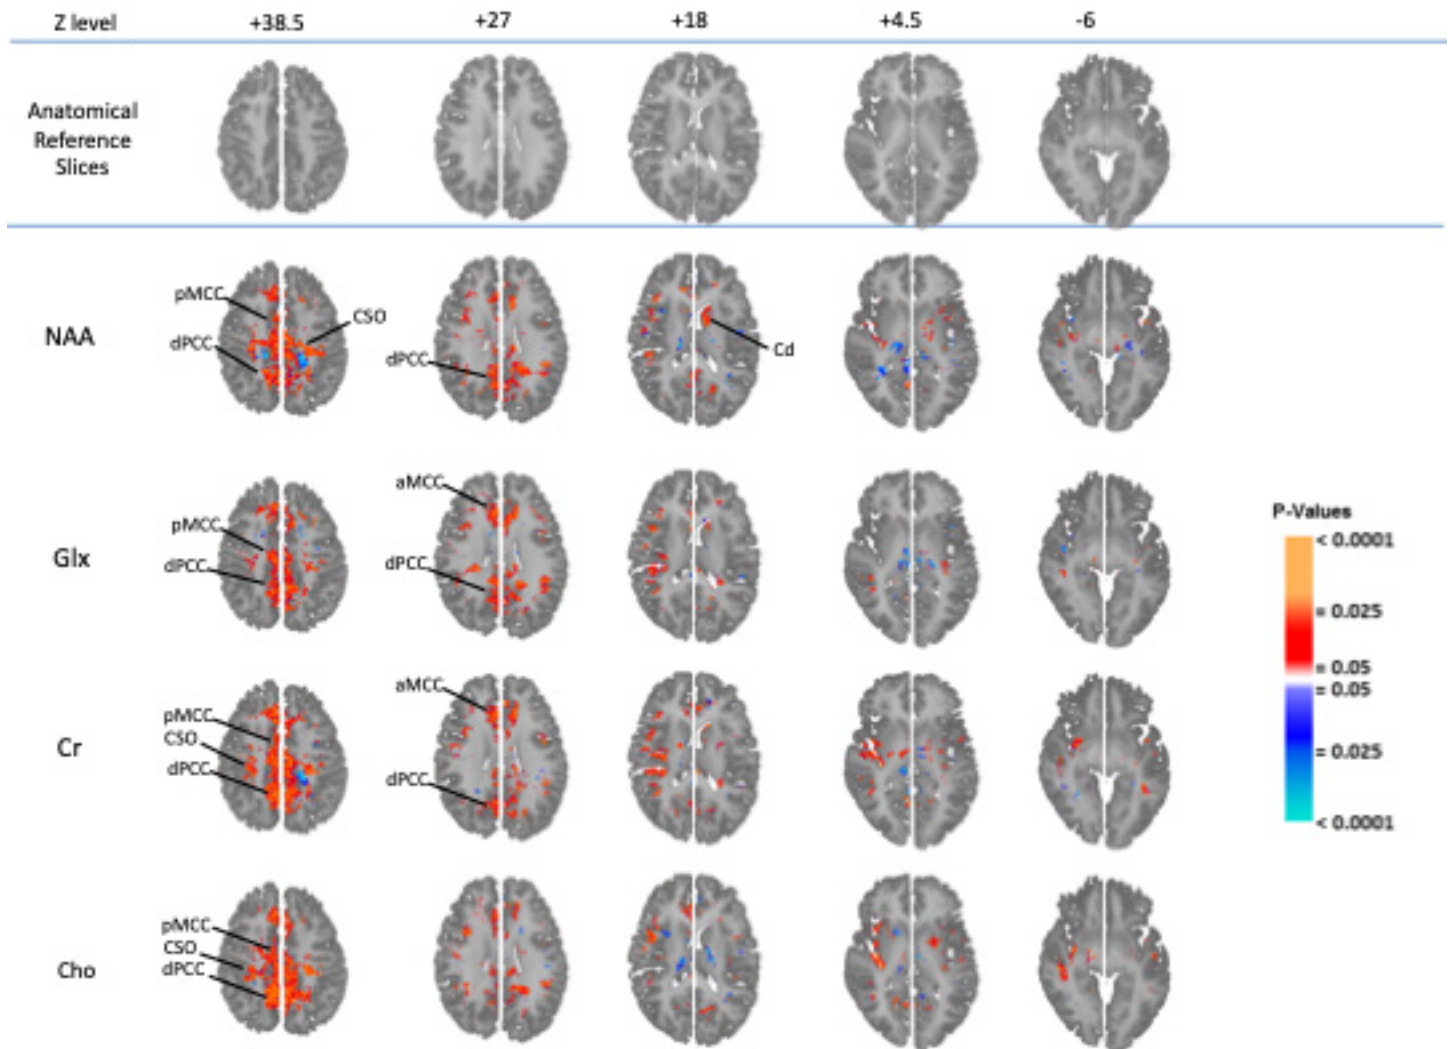 Z level +38.5 +27 +18 +4.5 -6
Anatomical
Reference
Slices
NAA
pMCC
CSO
dPCC
dPCC
Cd
Glx
pMCC
dPCC
aMCC
dPCC
P-Values
< 0.0001
= 0.025
= 0.05
= 0.05
= 0.025
< 0.0001
Cr
pMCC
CSO
dPCC
aMCC
dPCC
Cho
pMCC
CSO
dPCC